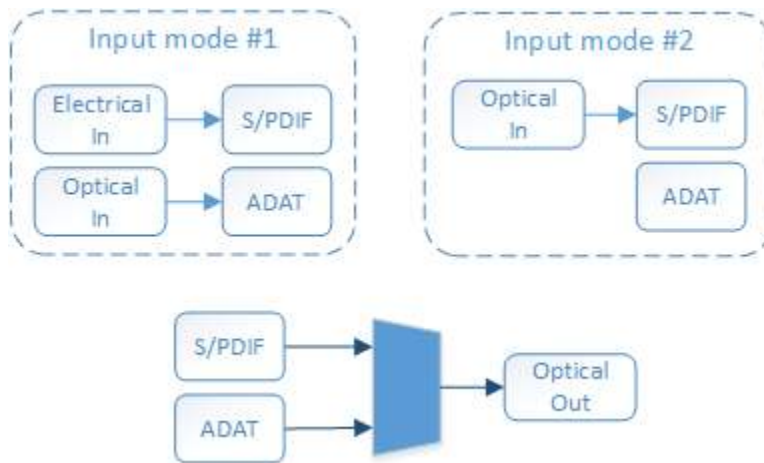 Input mode #1
Electrical
In
S/PDIF
Optical
In
ADAT
Input mode #2
Optical
In
S/PDIF
ADAT
S/PDIF
ADAT
Optical
Out